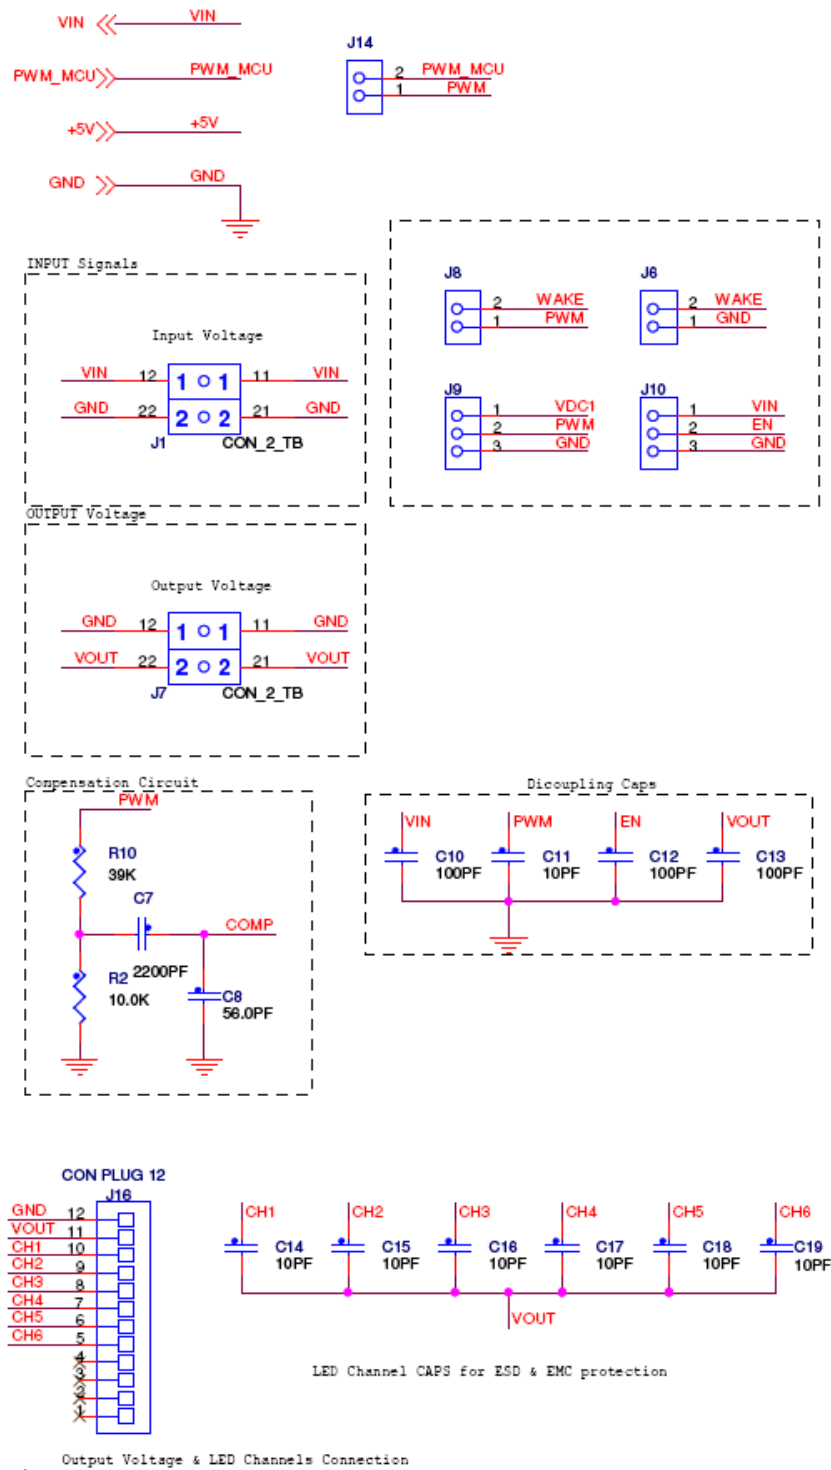 VIN VIN
J14
PWM_MCU PWM_MCU
2 PWM_MCU
1 PWM
+5V +5V
GND GND
INPUT Signals
Input Voltage
VIN 12 1 1 11 VIN
GND 22 2 2 21 GND
J1 CON_2_TB
J8
2 WAKE
1 PWM
J6
2 WAKE
1 GND
J9
1 VDC1
2 PWM
3 GND
J10
1 VIN
2 EN
3 GND
OUTPUT Voltage
Output Voltage
GND 12 1 1 11 GND
VOUT 22 2 2 21 VOUT
J7 CON_2_TB
Compensation Circuit
PWM
R10
39K
C7
2200PF
COMP
R2
10.0K
C8
56.0PF
Dicoupling Caps
VIN PWM EN VOUT
C10 C11 C12 C13
100PF 10PF 100PF 100PF
CON PLUG 12
J16
GND 12
VOUT 11
CH1 10
CH2 9
CH3 8
CH4 7
CH5 6
CH6 5
4
3
2
1
CH1 CH2 CH3 CH4 CH5 CH6
C14 C15 C16 C17 C18 C19
10PF 10PF 10PF 10PF 10PF 10PF
VOUT
LED Channel CAPS for ESD & EMC protection
Output Voltage & LED Channels Connection